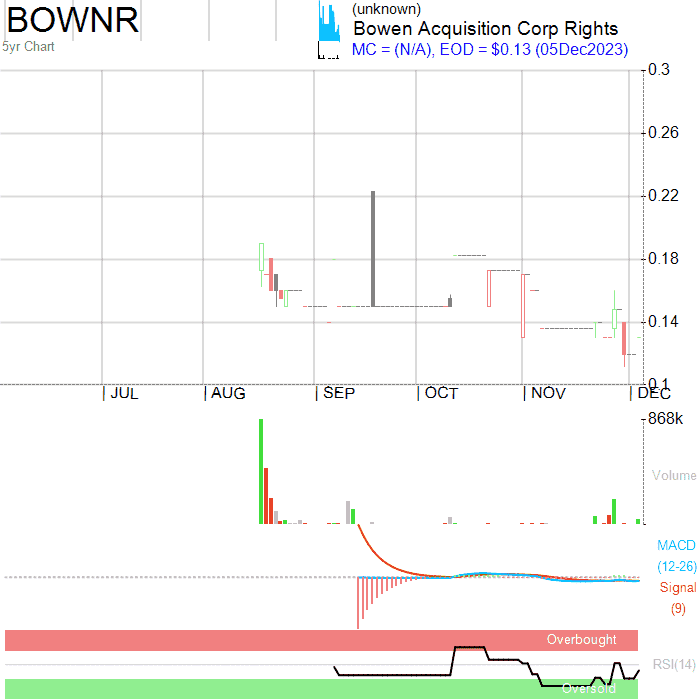 BOWNR
5yr Chart
(unknown)
Bowen Acquisition Corp Rights
MC = (N/A), EOD = $0.13 (05Dec2023)
0.3
0.26
0.22
0.18
0.14
0.1
| JUL | AUG | SEP | OCT | NOV | DEC
868k
Volume
MACD
(12-26)
Signal
(9)
Overbought
RSI(14)
Oversold